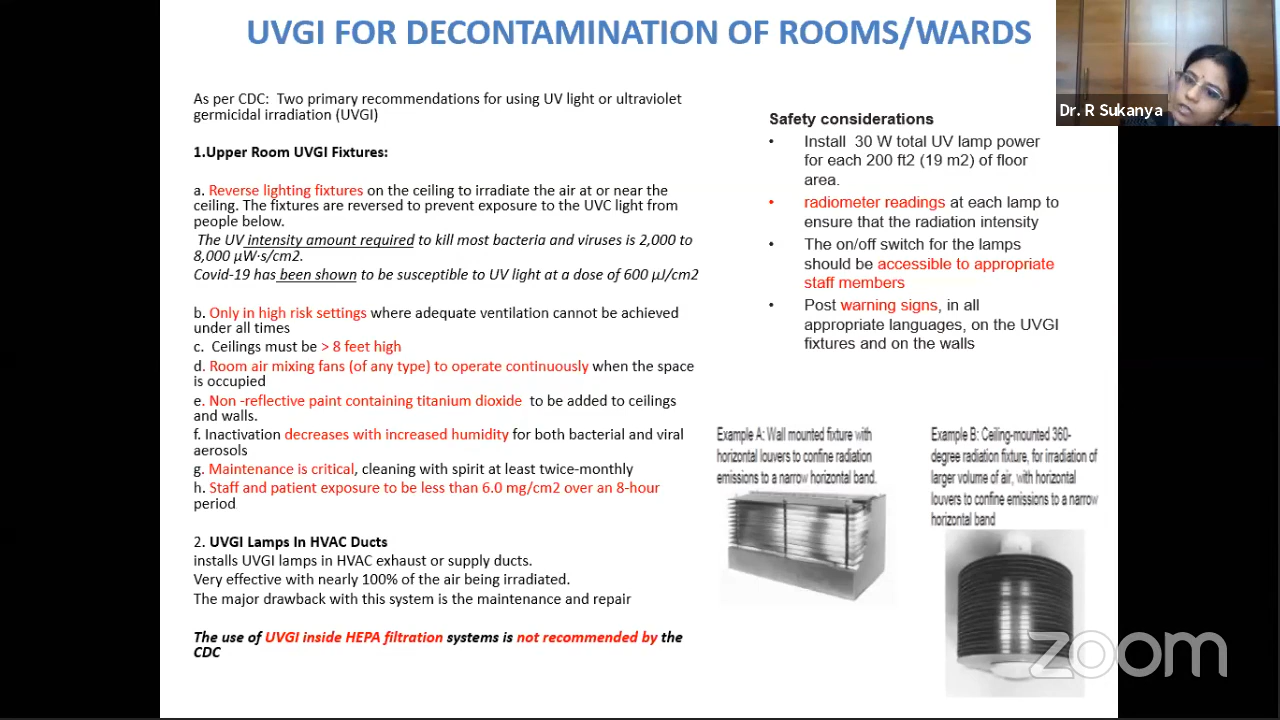 UVGI FOR DECONTAMINATION OF ROOMS/WARDS
As per CDC:  Two primary recommendations for using UV light or ultraviolet
germicidal irradiation (UVGI)
1.Upper Room UVGI Fixtures:
a. Reverse lighting fixtures on the ceiling to irradiate the air at or near the
ceiling. The fixtures are reversed to prevent exposure to the UVC light from
people below.
The UV intensity amount required to kill most bacteria and viruses is 2,000 to
8,000 μW·s/cm2.
Covid-19 has been shown to be susceptible to UV light at a dose of 600 μJ/cm2
b. Only in high risk settings where adequate ventilation cannot be achieved
under all times
c.  Ceilings must be > 8 feet high
d. Room air mixing fans (of any type) to operate continuously when the space
is occupied
e. Non -reflective paint containing titanium dioxide  to be added to ceilings
and walls.
f. Inactivation decreases with increased humidity for both bacterial and viral
aerosols
g. Maintenance is critical, cleaning with spirit at least twice-monthly
h. Staff and patient exposure to be less than 6.0 mg/cm2 over an 8-hour
period
2. UVGI Lamps In HVAC Ducts
installs UVGI lamps in HVAC exhaust or supply ducts.
Very effective with nearly 100% of the air being irradiated.
The major drawback with this system is the maintenance and repair
The use of UVGI inside HEPA filtration systems is not recommended by the
CDC
Safety considerations
• Install  30 W total UV lamp power
for each 200 ft2 (19 m2) of floor
area.
• radiometer readings at each lamp to
ensure that the radiation intensity
• The on/off switch for the lamps
should be accessible to appropriate
staff members
• Post warning signs, in all
appropriate languages, on the UVGI
fixtures and on the walls
Example A: Wall mounted fixture with
horizontal louvers to confine radiation
emissions to a narrow horizontal band.
Example B: Ceiling-mounted 360-
degree radiation fixture, for irradiation of
larger volume of air, with horizontal
louvers to confine emissions to a narrow
horizontal band
Dr. R Sukanya
zoom